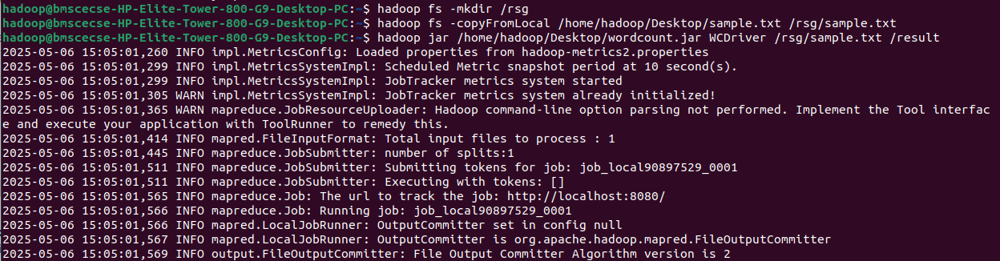 hadoop@bmscecse-HP-Elite-Tower-800-G9-Desktop-PC:~$ hadoop fs -mkdir /rsg
hadoop@bmscecse-HP-Elite-Tower-800-G9-Desktop-PC:~$ hadoop fs -copyFromLocal /home/hadoop/Desktop/sample.txt /rsg/sample.txt
hadoop@bmscecse-HP-Elite-Tower-800-G9-Desktop-PC:~$ hadoop jar /home/hadoop/Desktop/wordcount.jar WCDriver /rsg/sample.txt /result
2025-05-06 15:05:01,260 INFO impl.MetricsConfig: Loaded properties from hadoop-metrics2.properties
2025-05-06 15:05:01,299 INFO impl.MetricsSystemImpl: Scheduled Metric snapshot period at 10 second(s).
2025-05-06 15:05:01,299 INFO impl.MetricsSystemImpl: JobTracker metrics system started
2025-05-06 15:05:01,305 WARN impl.MetricsSystemImpl: JobTracker metrics system already initialized!
2025-05-06 15:05:01,365 WARN mapreduce.JobResourceUploader: Hadoop command-line option parsing not performed. Implement the Tool interfac
e and execute your application with ToolRunner to remedy this.
2025-05-06 15:05:01,414 INFO mapred.FileInputFormat: Total input files to process : 1
2025-05-06 15:05:01,445 INFO mapreduce.JobSubmitter: number of splits:1
2025-05-06 15:05:01,511 INFO mapreduce.JobSubmitter: Submitting tokens for job: job_local90897529_0001
2025-05-06 15:05:01,511 INFO mapreduce.JobSubmitter: Executing with tokens: []
2025-05-06 15:05:01,565 INFO mapreduce.Job: The url to track the job: http://localhost:8080/
2025-05-06 15:05:01,566 INFO mapreduce.Job: Running job: job_local90897529_0001
2025-05-06 15:05:01,566 INFO mapred.LocalJobRunner: OutputCommitter set in config null
2025-05-06 15:05:01,567 INFO mapred.LocalJobRunner: OutputCommitter is org.apache.hadoop.mapred.FileOutputCommitter
2025-05-06 15:05:01,569 INFO output.FileOutputCommitter: File Output Committer Algorithm version is 2